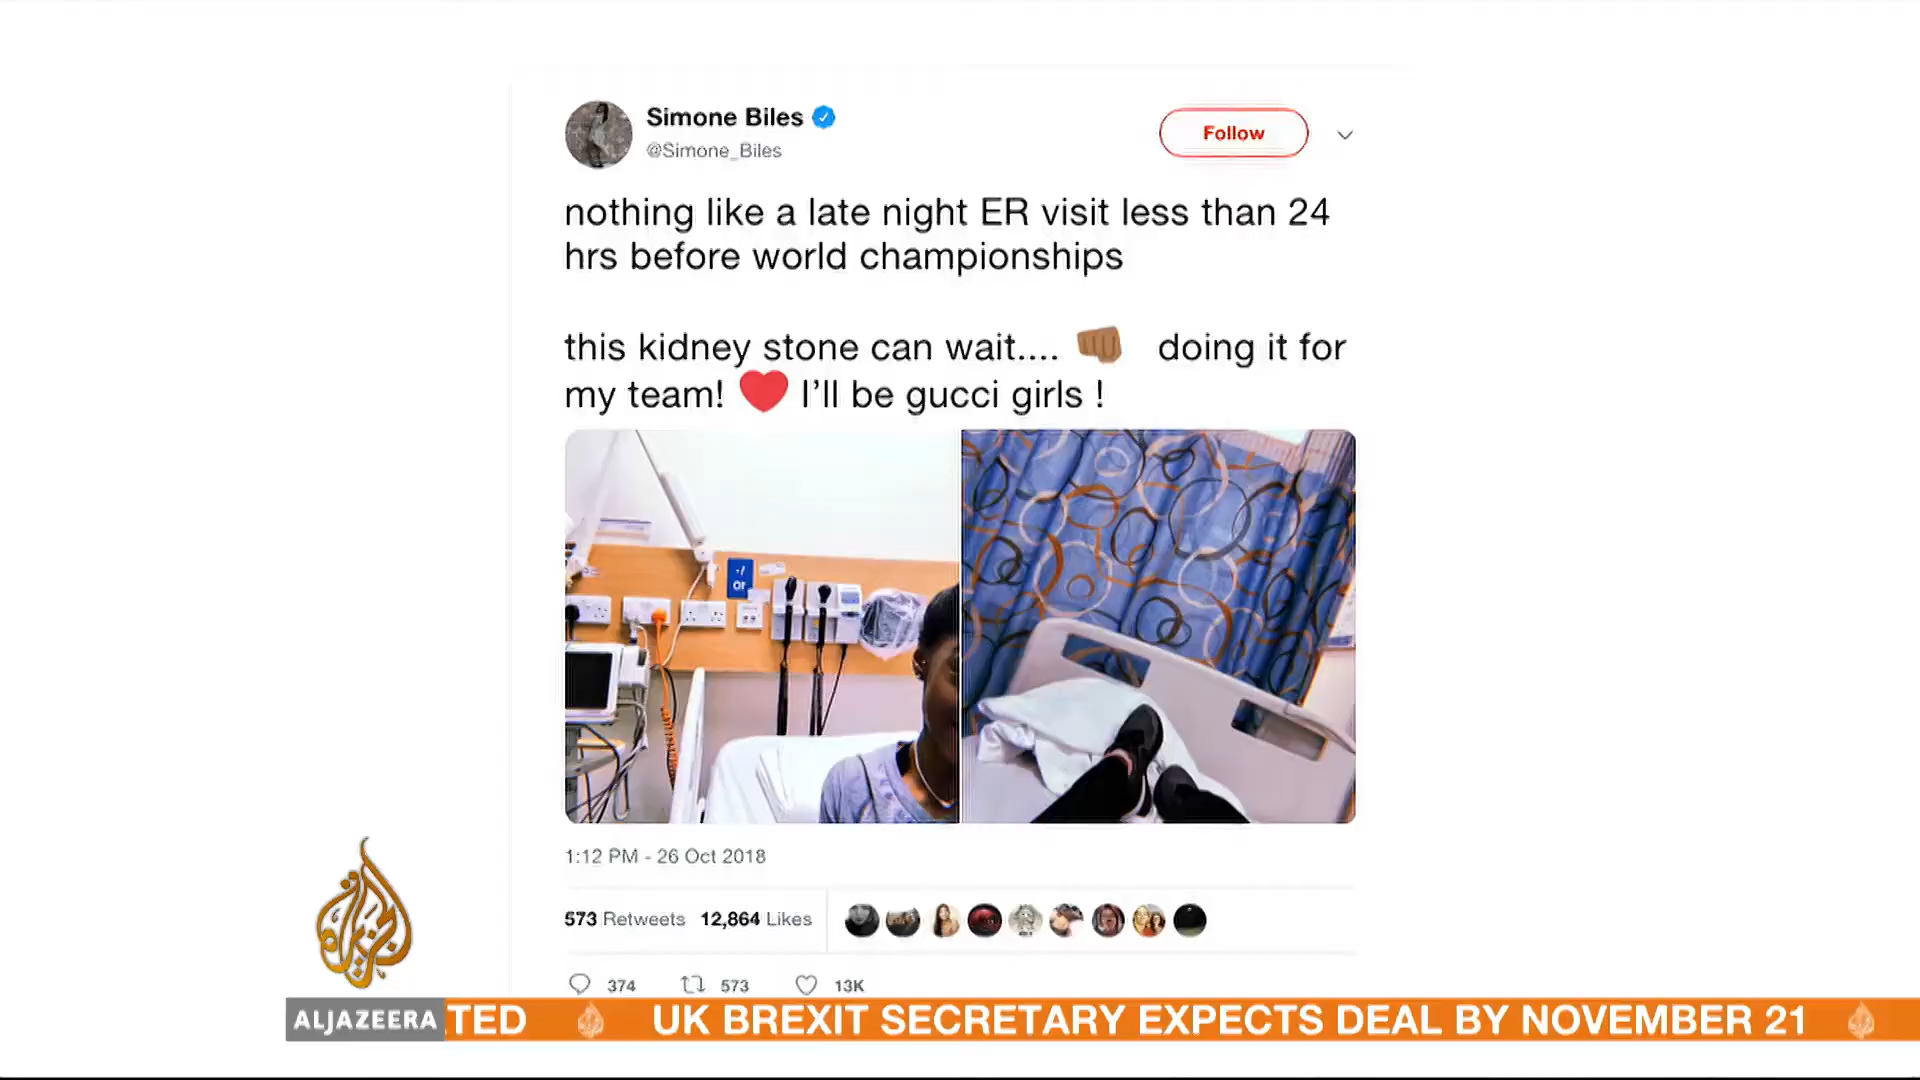 Simone Biles
@Simone_Biles
Follow
nothing like a late night ER visit less than 24
hrs before world championships
this kidney stone can wait.... 👊🏾 doing it for
my team! ❤️ I’ll be gucci girls !
1:12 PM - 26 Oct 2018
573 Retweets 12,864 Likes
374 573 13K
ALJAZEERA
TED UK BREXIT SECRETARY EXPECTS DEAL BY NOVEMBER 21